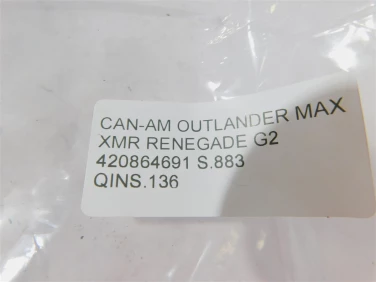 CAN-AM OUTLANDER MAX
XMR RENEGADE G2
420864691 S.883
QINS.136